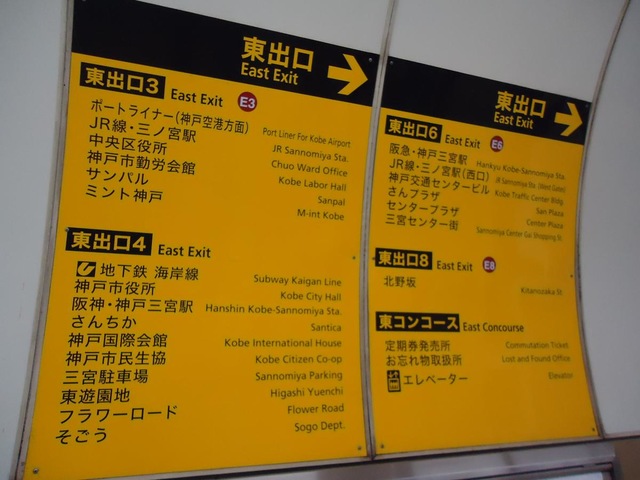 東出口
East Exit
東出口3 East Exit E3
ポートライナー(神戸空港方面) Port Liner For Kobe Airport
JR線・三ノ宮駅 JR Sannomiya Sta.
中央区役所 Chuo Ward Office
神戸市勤労会館 Kobe Labor Hall
サンパル Sanpal
ミント神戸 M-int Kobe
東出口4 East Exit
地下鉄 海岸線 Subway Kaigan Line
神戸市役所 Kobe City Hall
阪神・神戸三宮駅 Hanshin Kobe-Sannomiya Sta.
さんちか Santica
神戸国際会館 Kobe International House
神戸市民生協 Kobe Citizen Co-op
三宮駐車場 Sannomiya Parking
東遊園地 Higashi Yuenchi
フラワーロード Flower Road
そごう Sogo Dept.
東出口
East Exit
東出口6 East Exit E6
阪急・神戸三宮駅 Hankyu Kobe-Sannomiya Sta.
JR線・三ノ宮駅(西口) JR Sannomiya Sta. (West Gate)
神戸交通センタービル Kobe Traffic Center Bldg.
さんプラザ San Plaza
センタープラザ Center Plaza
三宮センター街 Sannomiya Center Gai Shopping St.
東出口8 East Exit E8
北野坂 Kitanozaka St.
東コンコース East Concourse
定期券発売所 Commutation Ticket
お忘れ物取扱所 Lost and Found Office
エレベーター Elevator